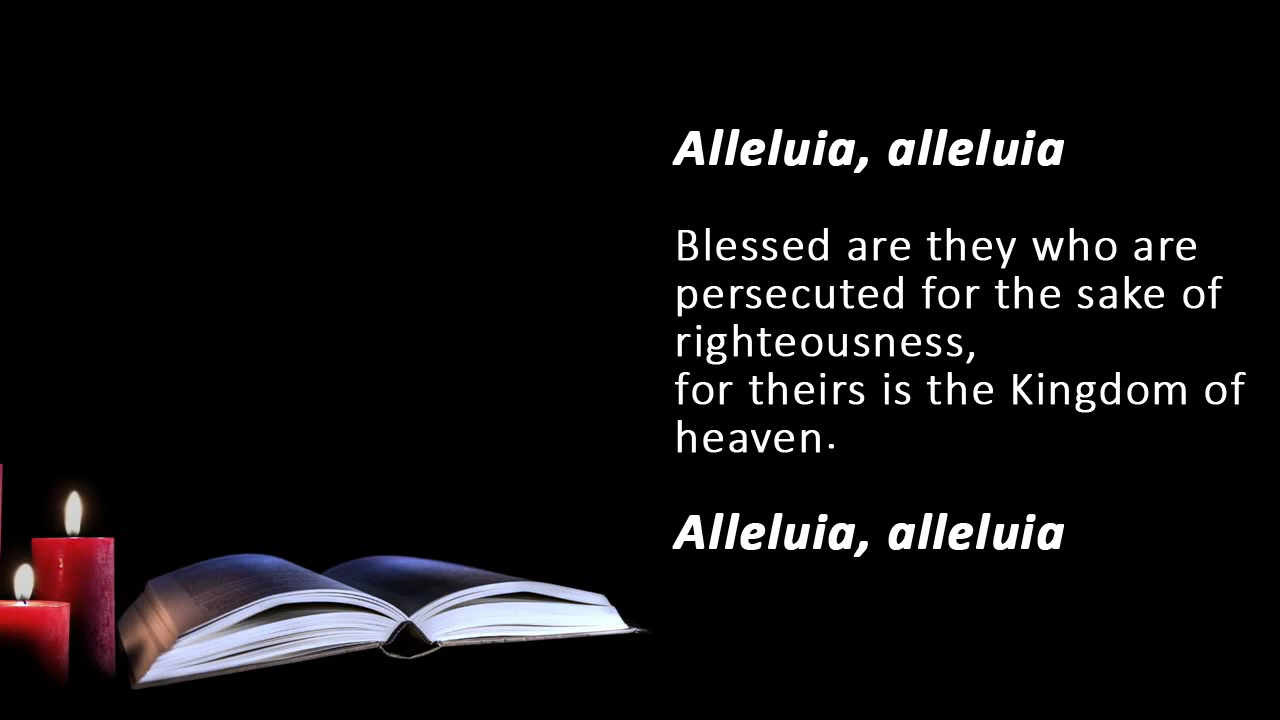 Alleluia, alleluia
Blessed are they who are
persecuted for the sake of
righteousness,
for theirs is the Kingdom of
heaven.
Alleluia, alleluia